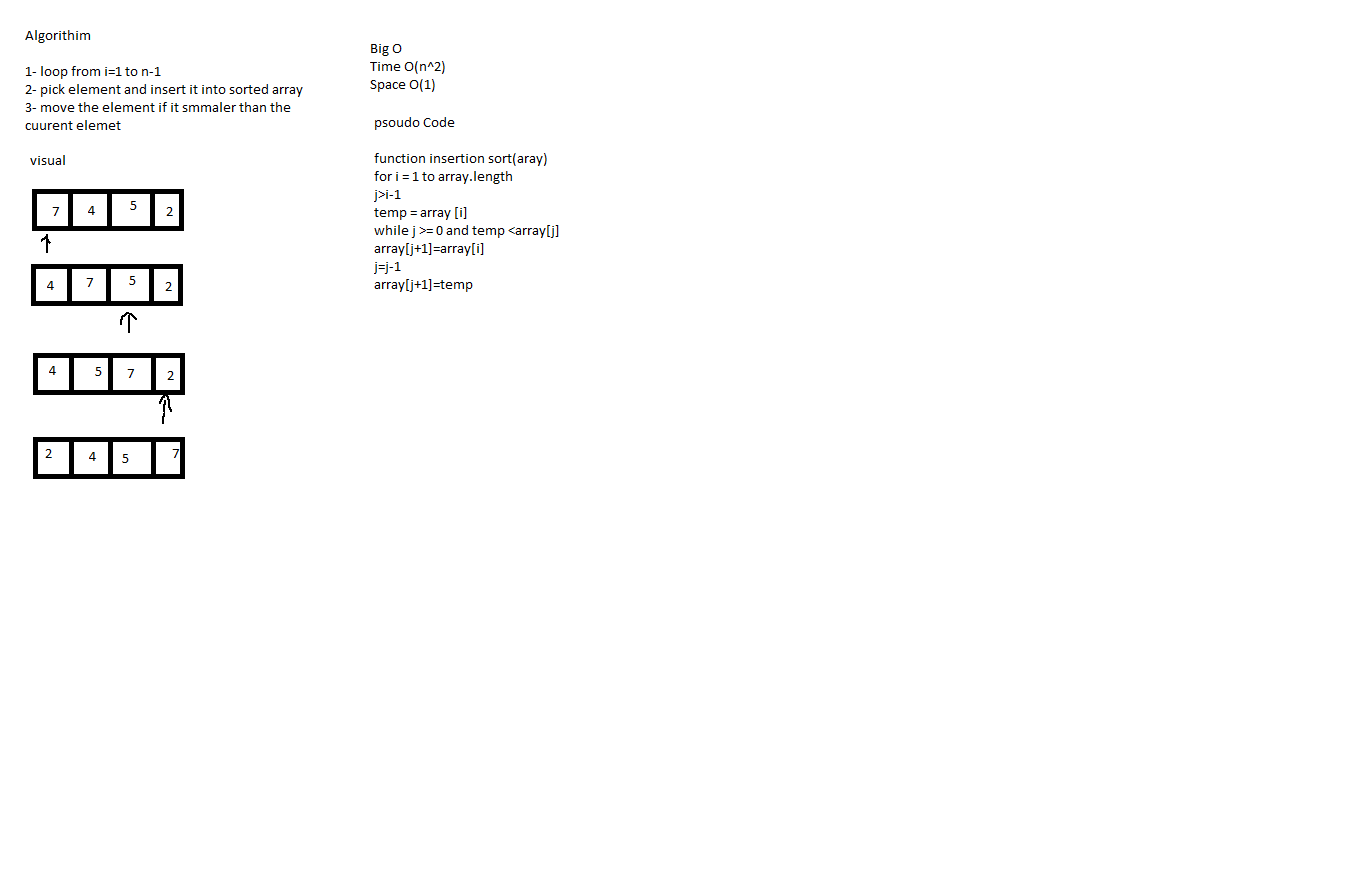 Algorithim
1- loop from i=1 to n-1
2- pick element and insert it into sorted array
3- move the element if it smmaler than the
cuurent elemet
visual
7 4 5 2
4 7 5 2
4 5 7 2
2 4 5 7
Big O
Time O(n^2)
Space O(1)
psoudo Code
function insertion sort(aray)
for i = 1 to array.length
j>i-1
temp = array [i]
while j >= 0 and temp <array[j]
array[j+1]=array[i]
j=j-1
array[j+1]=temp